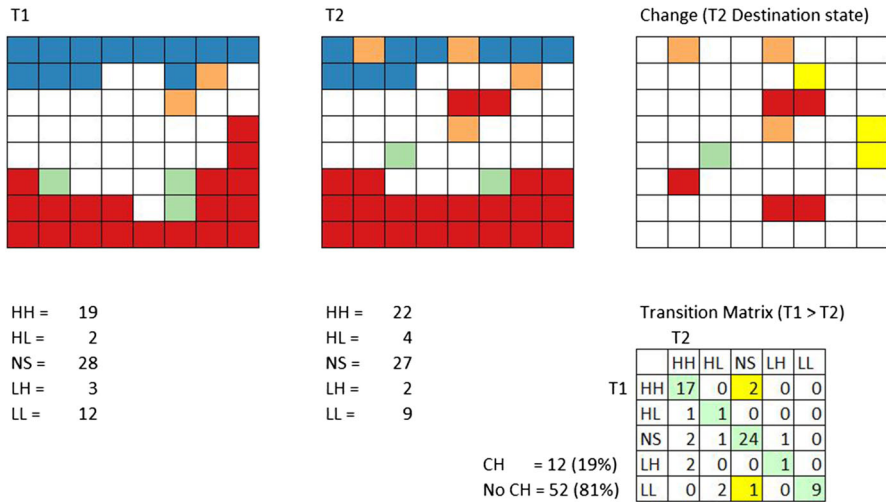 T1 T2 Change (T2 Destination state)
HH = 19 HH = 22 Transition Matrix (T1 > T2)
HL = 2 HL = 4 T2
NS = 28 NS = 27 HH HL NS LH LL
LH = 3 LH = 2 T1 HH 17 0 2 0 0
LL = 12 LL = 9 HL 1 1 0 0 0
NS 2 1 24 1 0
CH = 12 (19%) LH 2 0 0 1 0
No CH = 52 (81%) LL 0 2 1 0 9